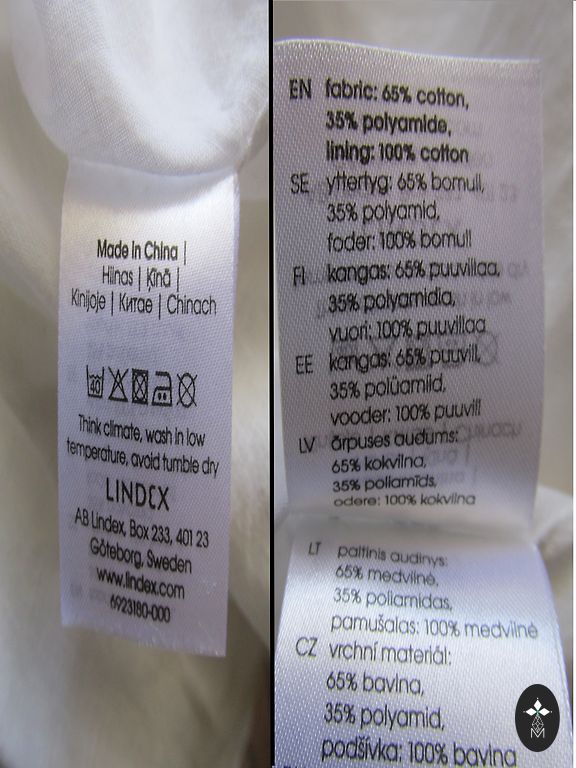 Made in China |
Hiinas | Ķīnā |
Kinijoje | Китае | Chinach
40
Think climate, wash in low
temperature, avoid tumble dry
LINDEX
AB Lindex, Box 233, 401 23
Göteborg, Sweden
www.lindex.com
6923180-000
EN fabric: 65% cotton,
35% polyamide,
lining: 100% cotton
SE yttertyg: 65% bomull,
35% polyamid,
foder: 100% bomull
FI kangas: 65% puuvillaa,
35% polyamidia,
vuori: 100% puuvillaa
EE kangas: 65% puuvill,
35% polüamiid,
vooder: 100% puuvill
LV ārpuses audums:
65% kokvilna,
35% poliamīds,
odere: 100% kokvilna
LT paltinis audinys:
65% medvilnė,
35% poliamidas,
pamušalas: 100% medvilnė
CZ vrchní materiál:
65% bavlna,
35% polyamid,
podšívka: 100% bavlna
M